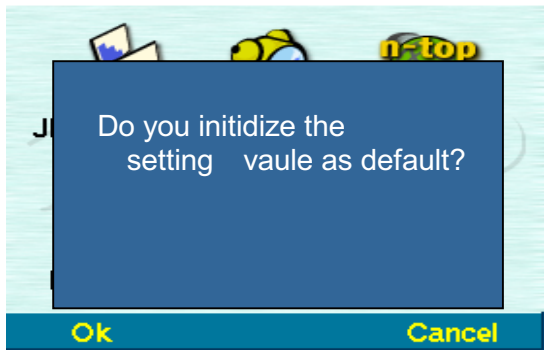 n-top
Do you initidize the
setting vaule as default?
Ok Cancel